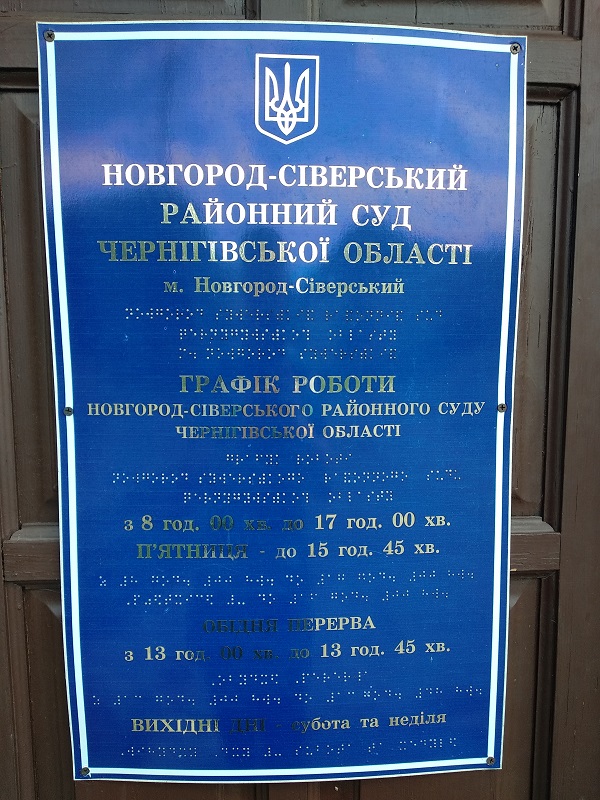 НОВГОРОД-СІВЕРСЬКИЙ
РАЙОННИЙ СУД
ЧЕРНІГІВСЬКОЇ ОБЛАСТІ
м. Новгород-Сіверський
ГРАФІК РОБОТИ
НОВГОРОД-СІВЕРСЬКОГО РАЙОННОГО СУДУ
ЧЕРНІГІВСЬКОЇ ОБЛАСТІ
з 8 год. 00 хв. до 17 год. 00 хв.
П'ЯТНИЦЯ - до 15 год. 45 хв.
ОБІДНЯ ПЕРЕРВА
з 13 год. 00 хв. до 13 год. 45 хв.
ВИХІДНІ ДНІ - субота та неділя